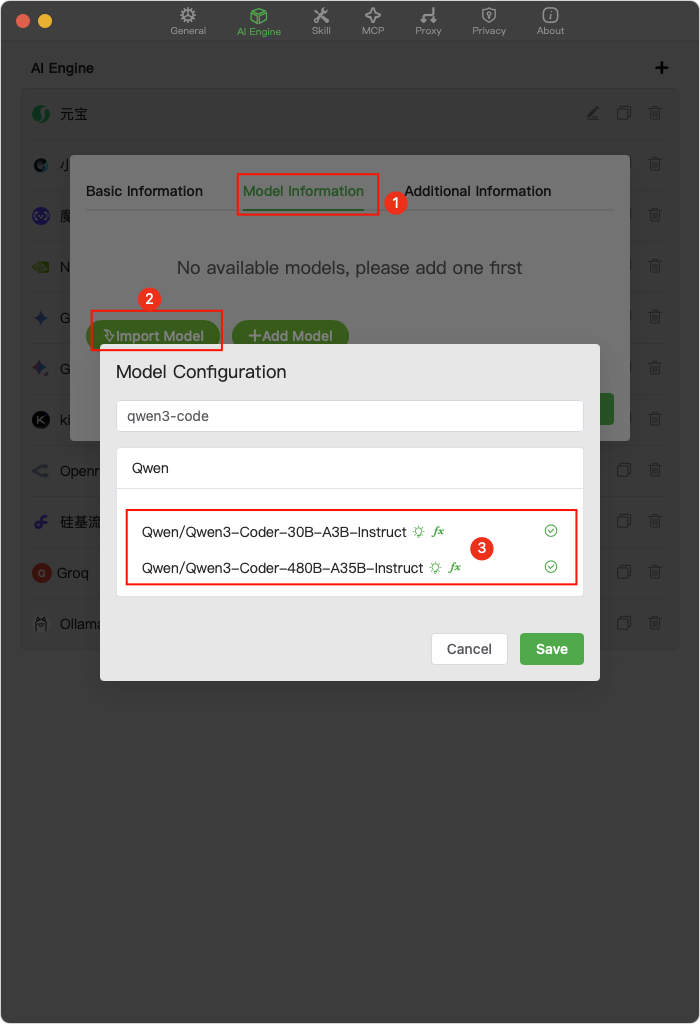 General AI Engine Skill MCP Proxy Privacy About
AI Engine
元宝
小
魔
N
Basic Information Model Information Additional Information
1
No available models, please add one first
2
Import Model Add Model
G
G
ki
Openr
硅基流
Groq
Ollama
Model Configuration
qwen3-code
Qwen
Qwen/Qwen3-Coder-30B-A3B-Instruct fx
3
Qwen/Qwen3-Coder-480B-A35B-Instruct fx
Cancel Save